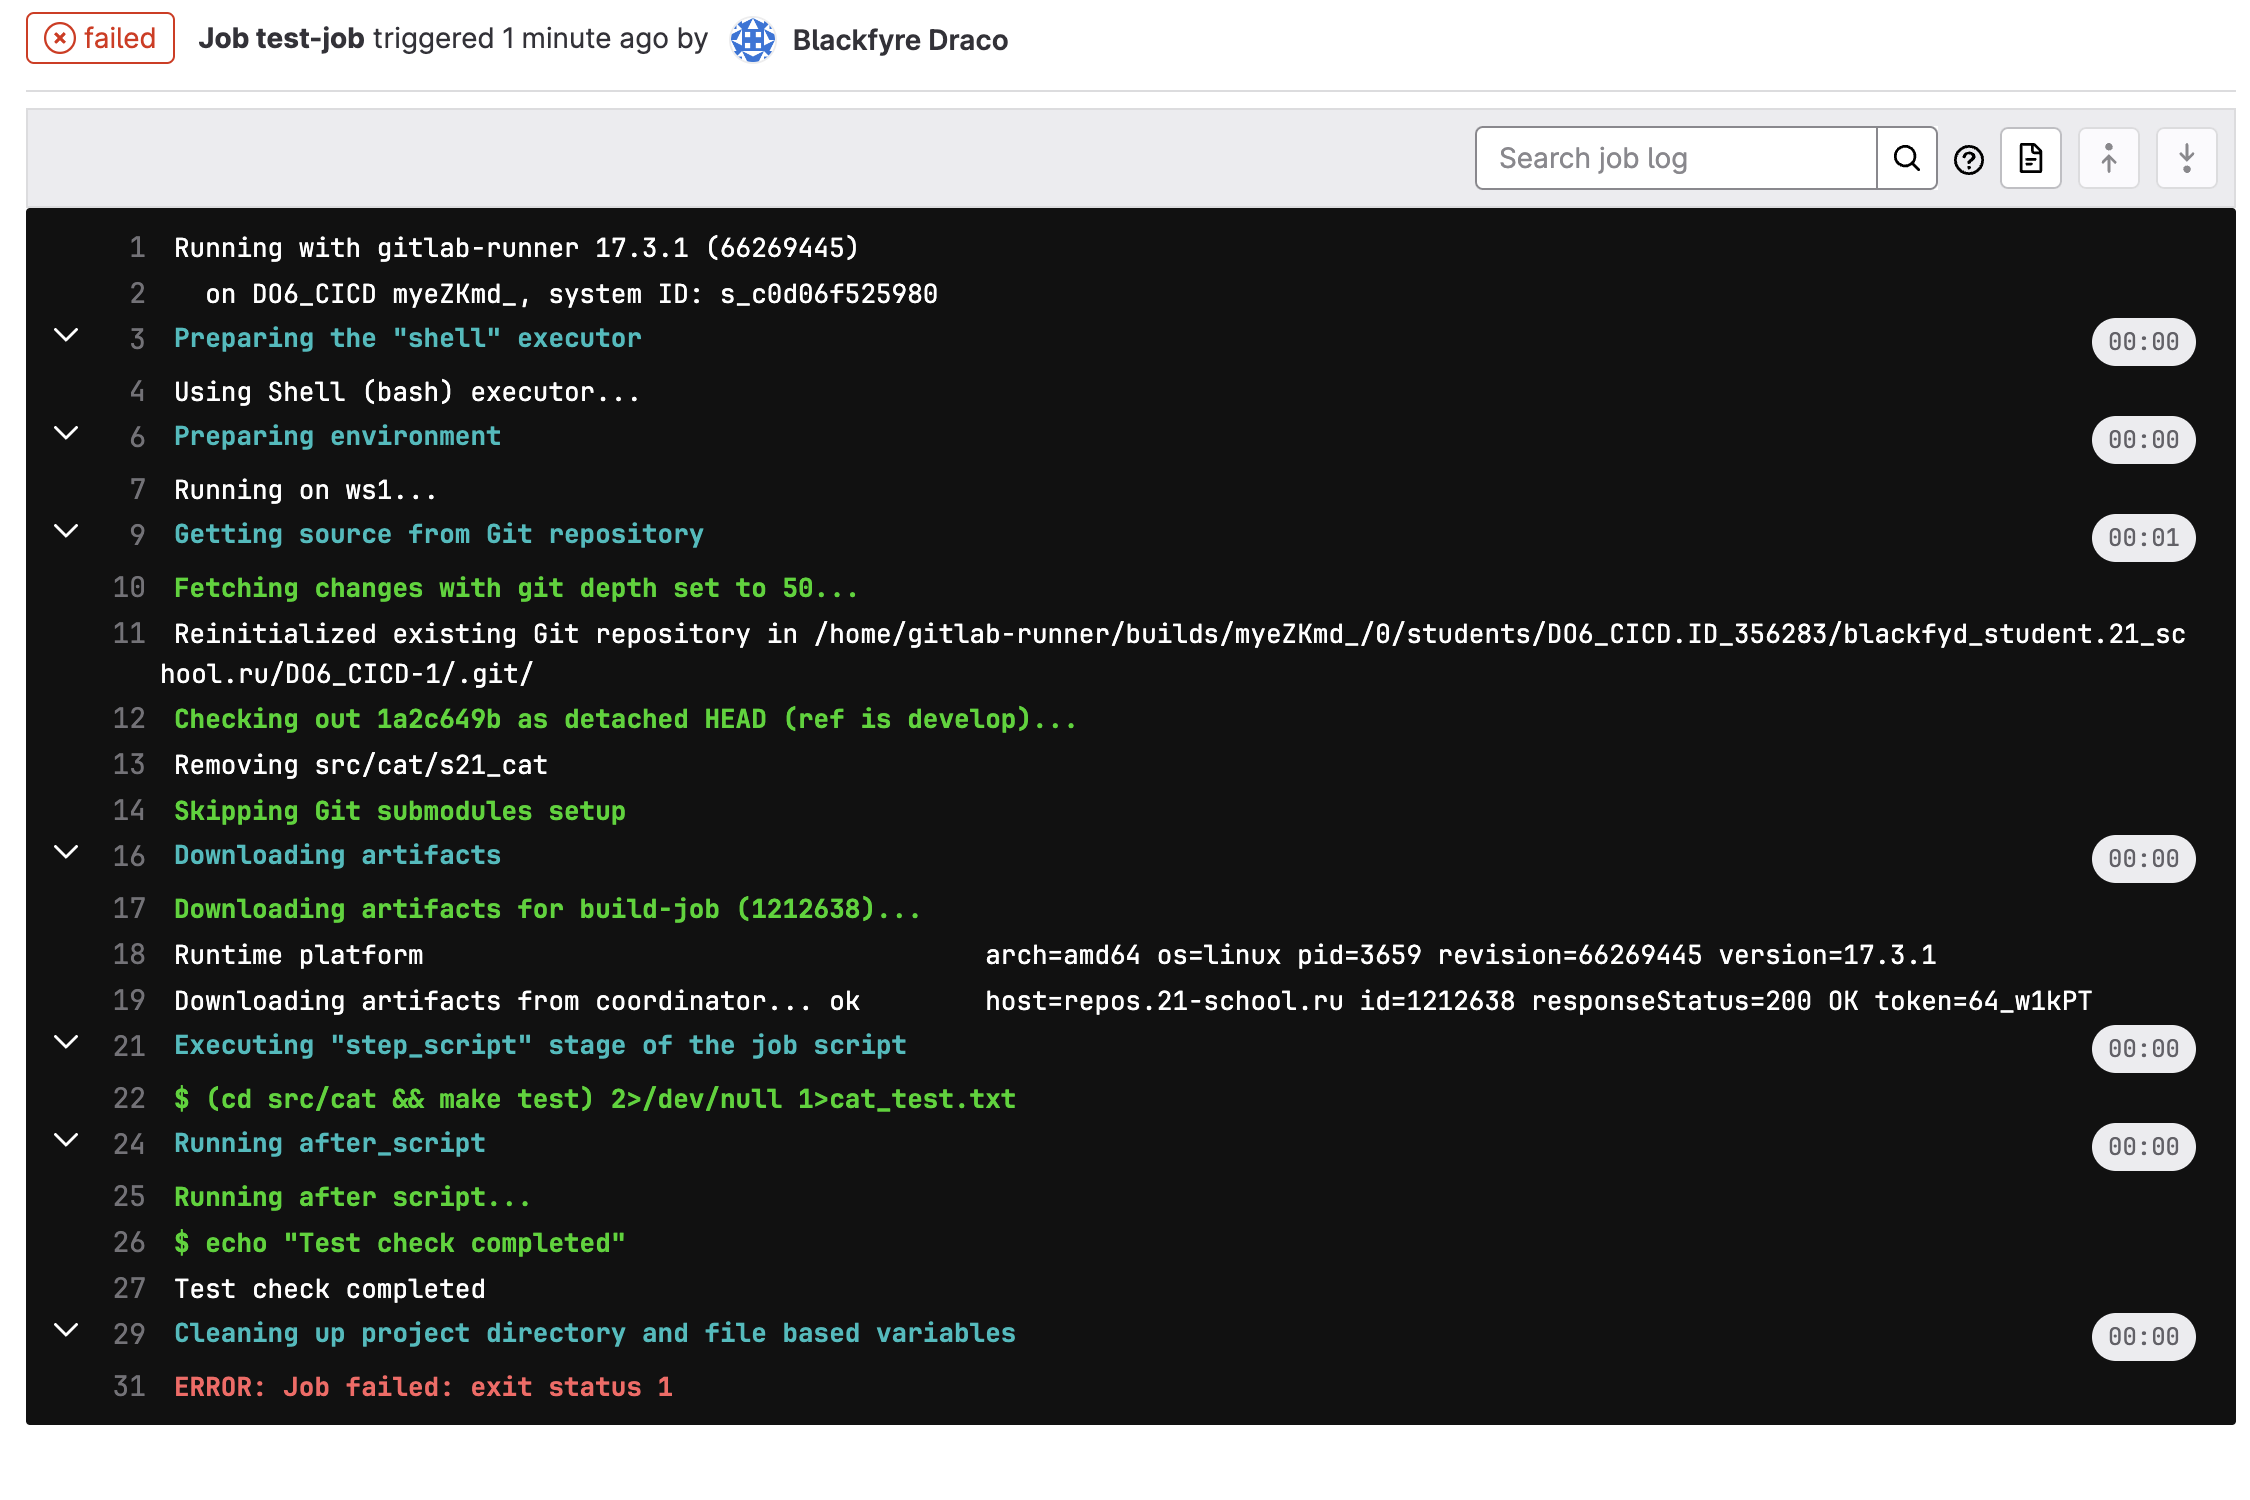 failed Job test-job triggered 1 minute ago by Blackfyre Draco
Search job log
1 Running with gitlab-runner 17.3.1 (66269445)
2 on DO6_CICD myeZKmd_, system ID: s_c0d06f525980
3 Preparing the "shell" executor 00:00
4 Using Shell (bash) executor...
6 Preparing environment 00:00
7 Running on ws1...
9 Getting source from Git repository 00:01
10 Fetching changes with git depth set to 50...
11 Reinitialized existing Git repository in /home/gitlab-runner/builds/myeZKmd_/0/students/DO6_CICD.ID_356283/blackfyd_student.21_sc
hool.ru/DO6_CICD-1/.git/
12 Checking out 1a2c649b as detached HEAD (ref is develop)...
13 Removing src/cat/s21_cat
14 Skipping Git submodules setup
16 Downloading artifacts 00:00
17 Downloading artifacts for build-job (1212638)...
18 Runtime platform arch=amd64 os=linux pid=3659 revision=66269445 version=17.3.1
19 Downloading artifacts from coordinator... ok host=repos.21-school.ru id=1212638 responseStatus=200 OK token=64_w1kPT
21 Executing "step_script" stage of the job script 00:00
22 $ (cd src/cat && make test) 2>/dev/null 1>cat_test.txt
24 Running after_script 00:00
25 Running after script...
26 $ echo "Test check completed"
27 Test check completed
29 Cleaning up project directory and file based variables 00:00
31 ERROR: Job failed: exit status 1